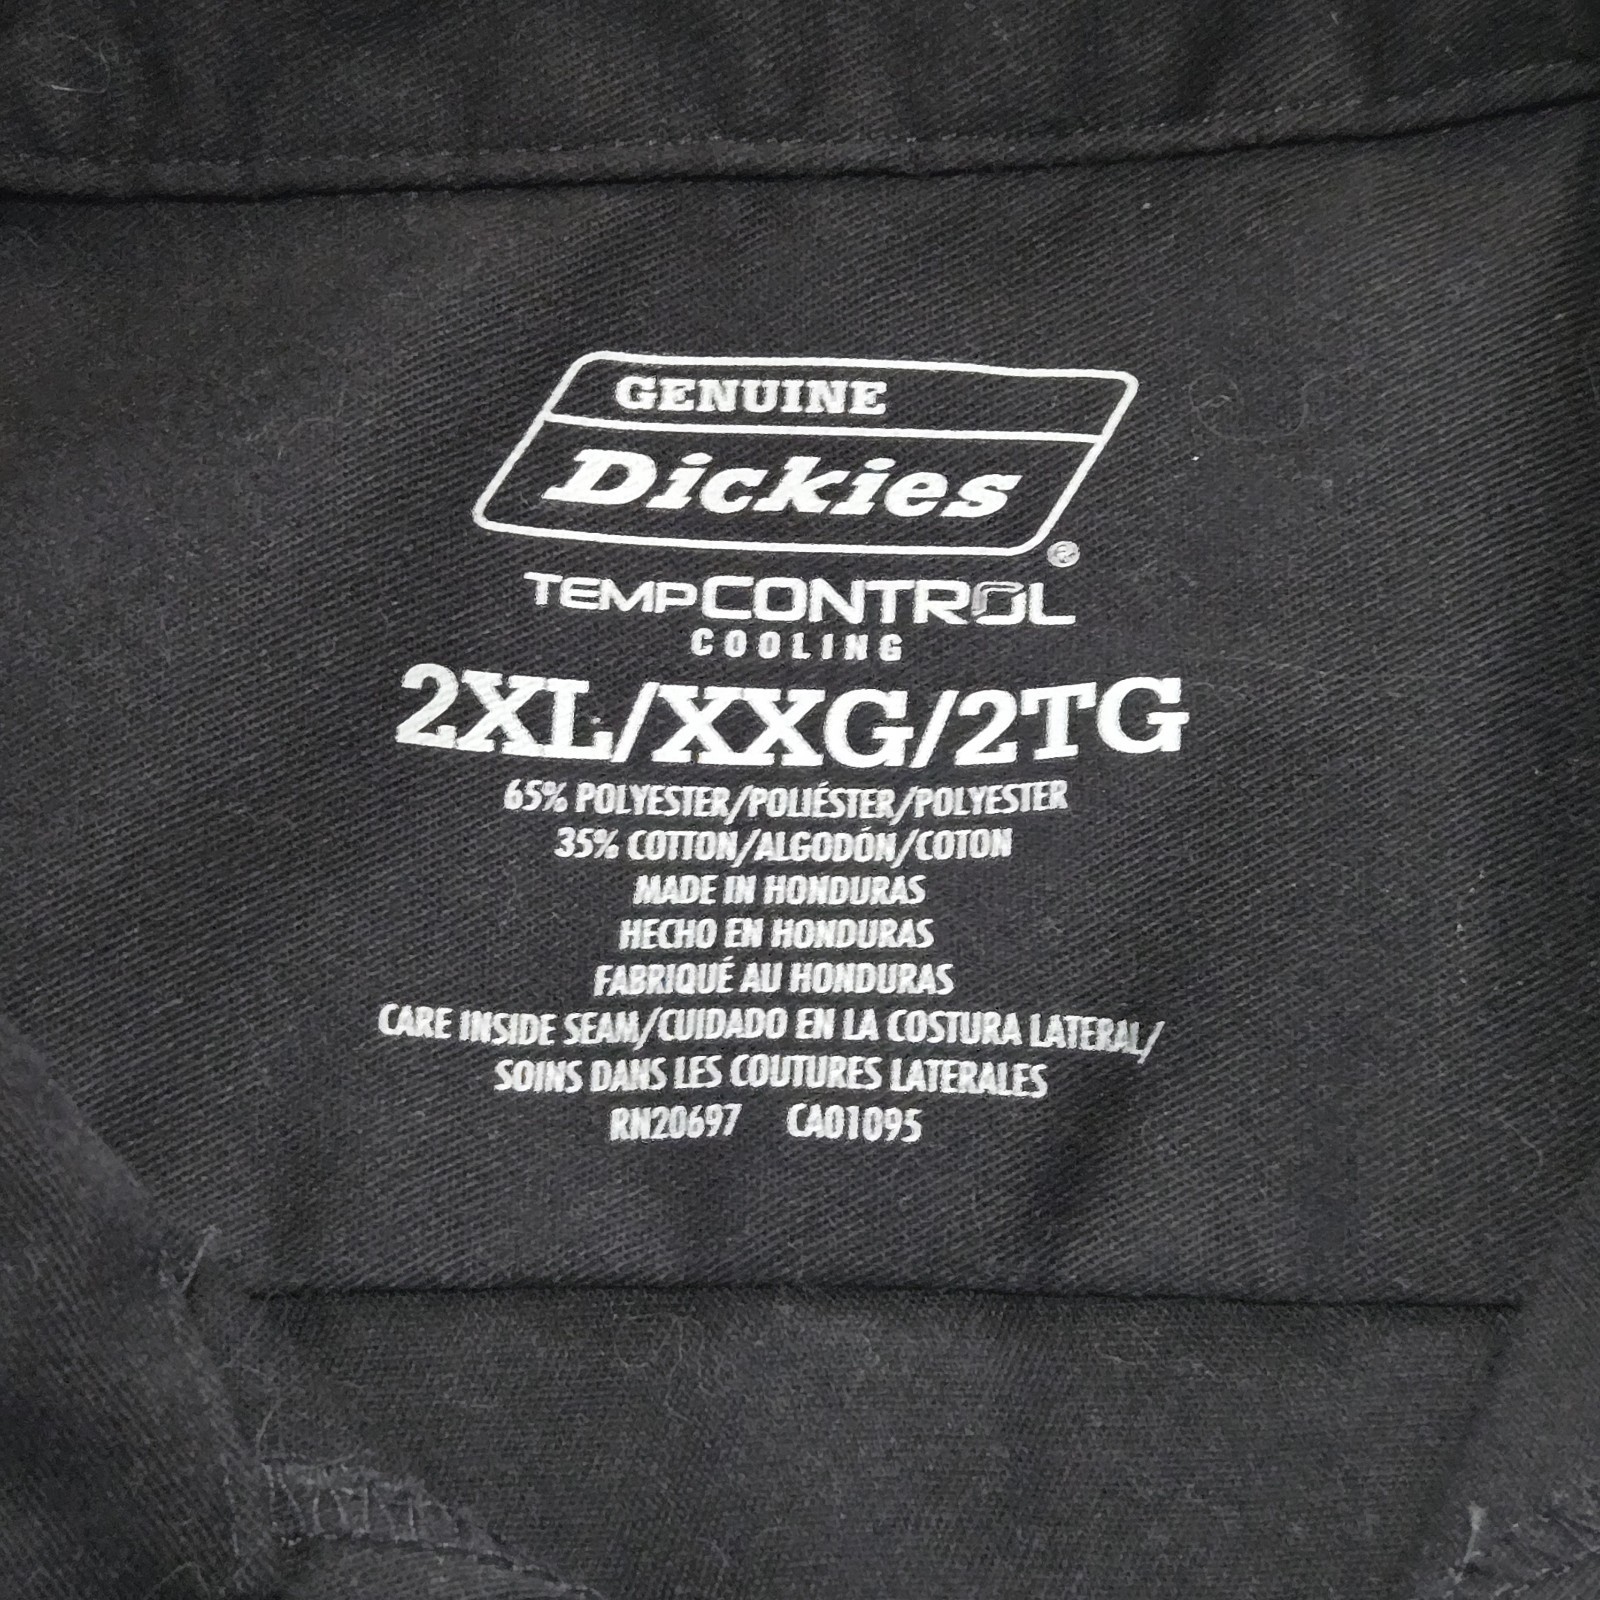 GENUINE
Dickies®
TEMPCONTROL
COOLING
2XL/XXG/2TG
65% POLYESTER/POLIÉSTER/POLYESTER
35% COTTON/ALGODÓN/COTON
MADE IN HONDURAS
HECHO EN HONDURAS
FABRIQUÉ AU HONDURAS
CARE INSIDE SEAM/CUIDADO EN LA COSTURA LATERAL/
SOINS DANS LES COUTURES LATERALES
RN20697 CA01095